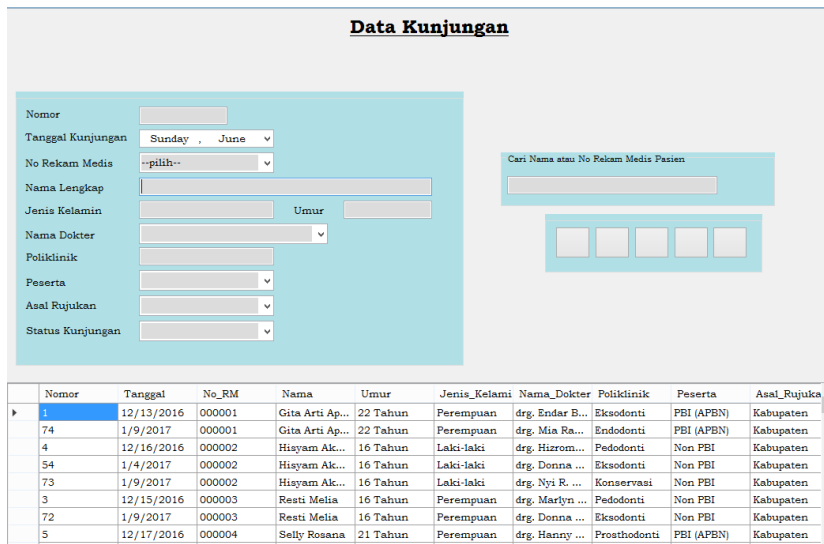 Data Kunjungan
Nomor
Tanggal Kunjungan Sunday , June
No Rekam Medis --pilih--
Nama Lengkap
Jenis Kelamin Umur
Nama Dokter
Poliklinik
Peserta
Asal Rujukan
Status Kunjungan
Cari Nama atau No Rekam Medis Pasien
Nomor Tanggal No_RM Nama Umur Jenis_Kelami Nama_Dokter Poliklinik Peserta Asal_Rujuka
1 12/13/2016 000001 Gita Arti Ap... 22 Tahun Perempuan drg. Endar B... Eksodonti PBI (APBN) Kabupaten
74 1/9/2017 000001 Gita Arti Ap... 22 Tahun Perempuan drg. Mia Ra... Endodonti PBI (APBN) Kabupaten
4 12/16/2016 000002 Hisyam Ak... 16 Tahun Laki-laki drg. Hizrom... Pedodonti Non PBI Kabupaten
54 1/4/2017 000002 Hisyam Ak... 16 Tahun Laki-laki drg. Donna ... Eksodonti Non PBI Kabupaten
73 1/9/2017 000002 Hisyam Ak... 16 Tahun Laki-laki drg. Nyi R. ... Konservasi Non PBI Kabupaten
3 12/15/2016 000003 Resti Melia 16 Tahun Perempuan drg. Marlyn ... Pedodonti Non PBI Kabupaten
72 1/9/2017 000003 Resti Melia 16 Tahun Perempuan drg. Donna ... Eksodonti Non PBI Kabupaten
5 12/17/2016 000004 Selly Rosana 21 Tahun Perempuan drg. Hanny ... Prosthodonti PBI (APBN) Kabupaten